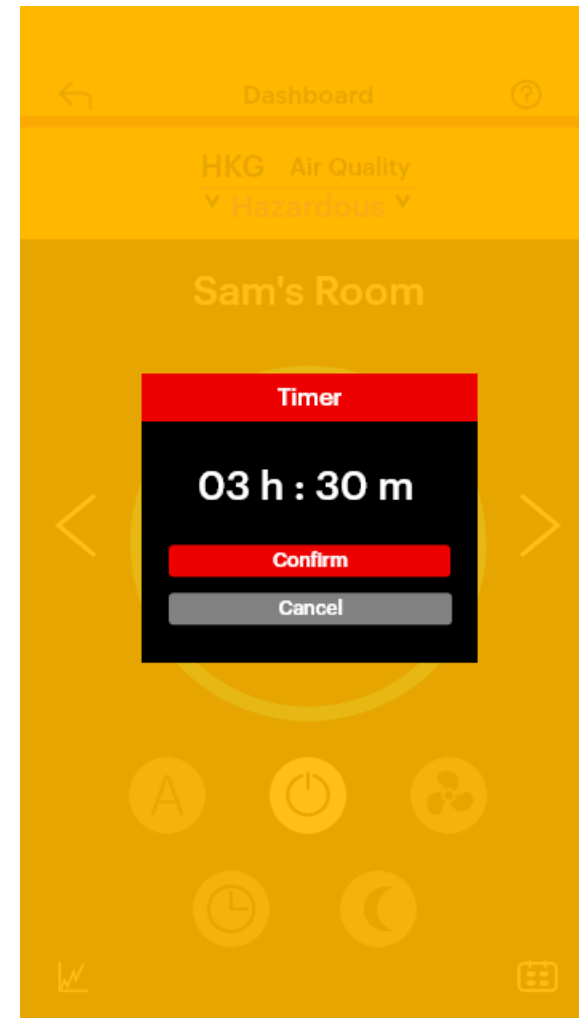 Dashboard
HKG Air Quality
Hazardous
Sam's Room
Timer
03 h : 30 m
Confirm
Cancel
A